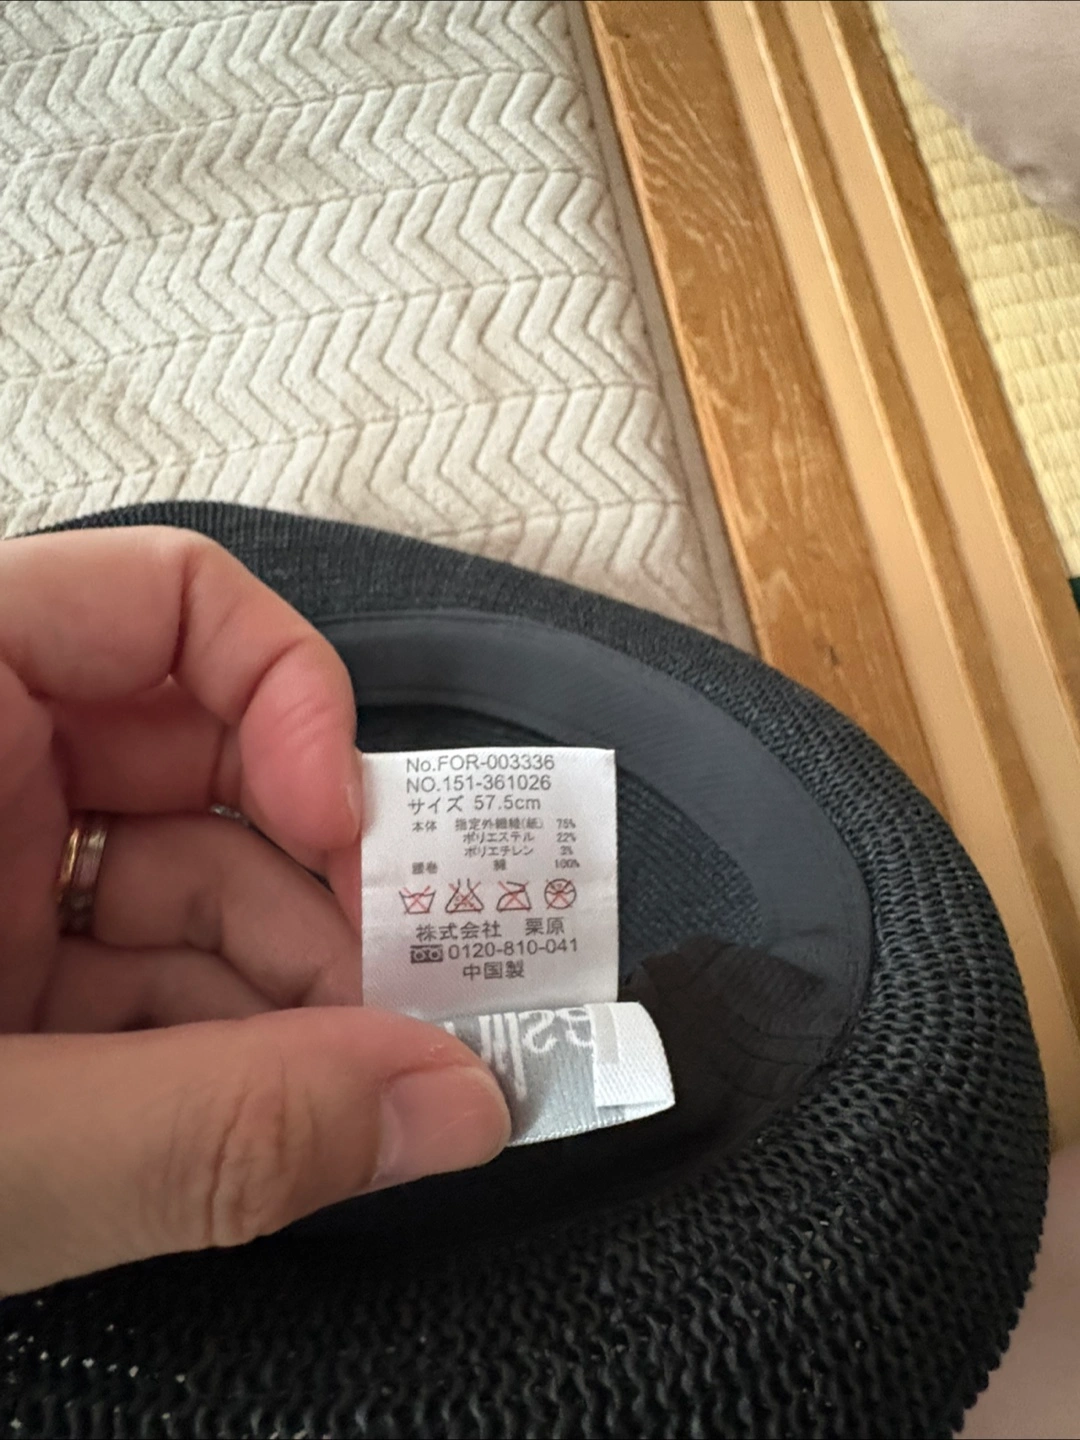 No.FOR-003336
NO.151-361026
サイズ 57.5cm
本体 指定外繊維(紙) 75%
ポリエステル 22%
ポリエチレン 3%
腰巻 綿 100%
株式会社 栗原
0120-810-041
中国製